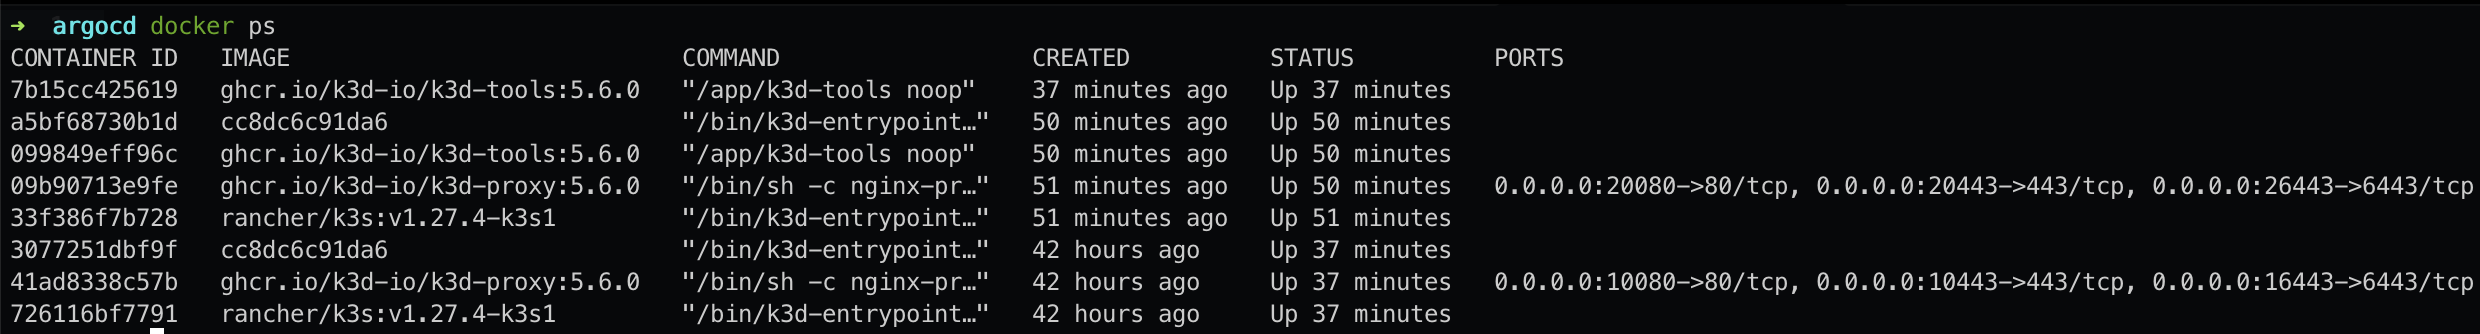 ➜  argocd docker ps
CONTAINER ID   IMAGE                            COMMAND                  CREATED          STATUS          PORTS
7b15cc425619   ghcr.io/k3d-io/k3d-tools:5.6.0   "/app/k3d-tools noop"    37 minutes ago   Up 37 minutes
a5bf68730b1d   cc8dc6c91da6                     "/bin/k3d-entrypoint…"   50 minutes ago   Up 50 minutes
099849eff96c   ghcr.io/k3d-io/k3d-tools:5.6.0   "/app/k3d-tools noop"    50 minutes ago   Up 50 minutes
09b90713e9fe   ghcr.io/k3d-io/k3d-proxy:5.6.0   "/bin/sh -c nginx-pr…"   51 minutes ago   Up 50 minutes   0.0.0.0:20080->80/tcp, 0.0.0.0:20443->443/tcp, 0.0.0.0:26443->6443/tcp
33f386f7b728   rancher/k3s:v1.27.4-k3s1         "/bin/k3d-entrypoint…"   51 minutes ago   Up 51 minutes
3077251dbf9f   cc8dc6c91da6                     "/bin/k3d-entrypoint…"   42 hours ago     Up 37 minutes
41ad8338c57b   ghcr.io/k3d-io/k3d-proxy:5.6.0   "/bin/sh -c nginx-pr…"   42 hours ago     Up 37 minutes   0.0.0.0:10080->80/tcp, 0.0.0.0:10443->443/tcp, 0.0.0.0:16443->6443/tcp
726116bf7791   rancher/k3s:v1.27.4-k3s1         "/bin/k3d-entrypoint…"   42 hours ago     Up 37 minutes